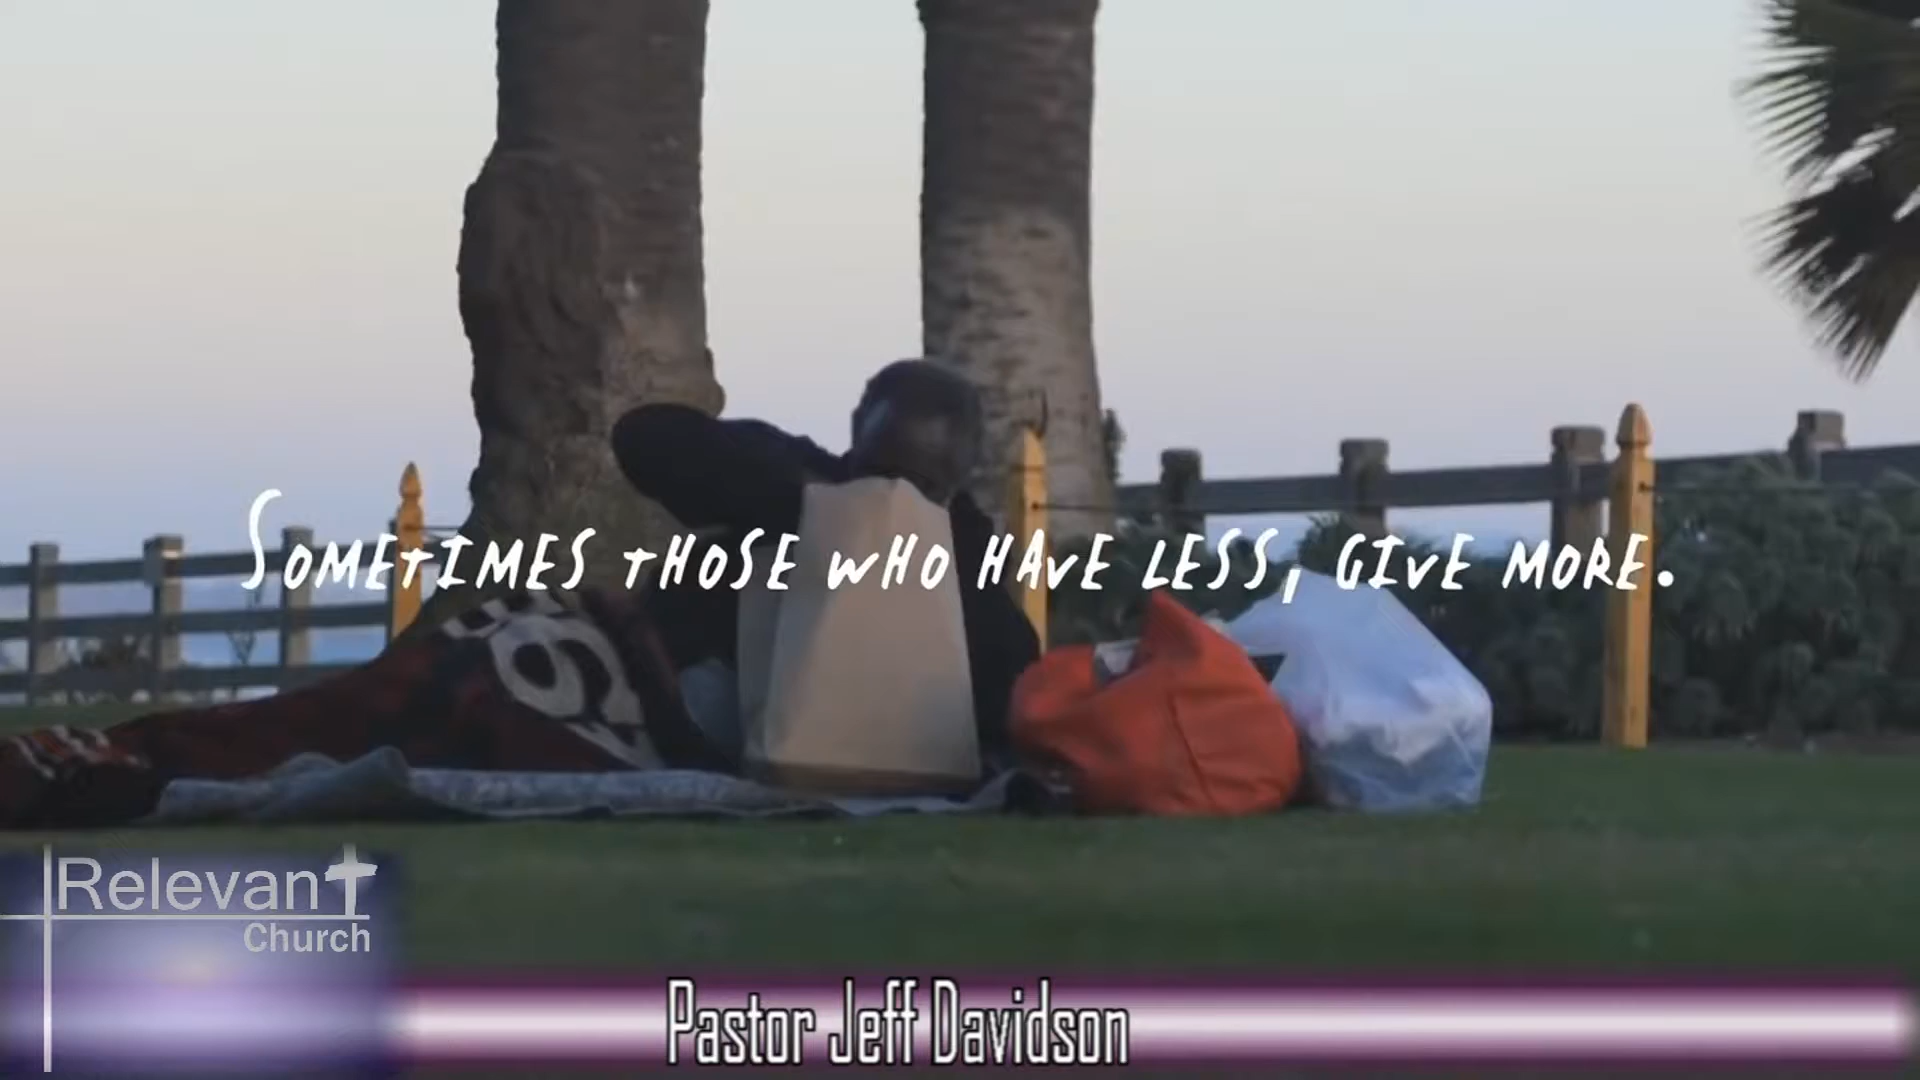 Sometimes those who have less, give more.
Relevant
Church
Pastor Jeff Davidson